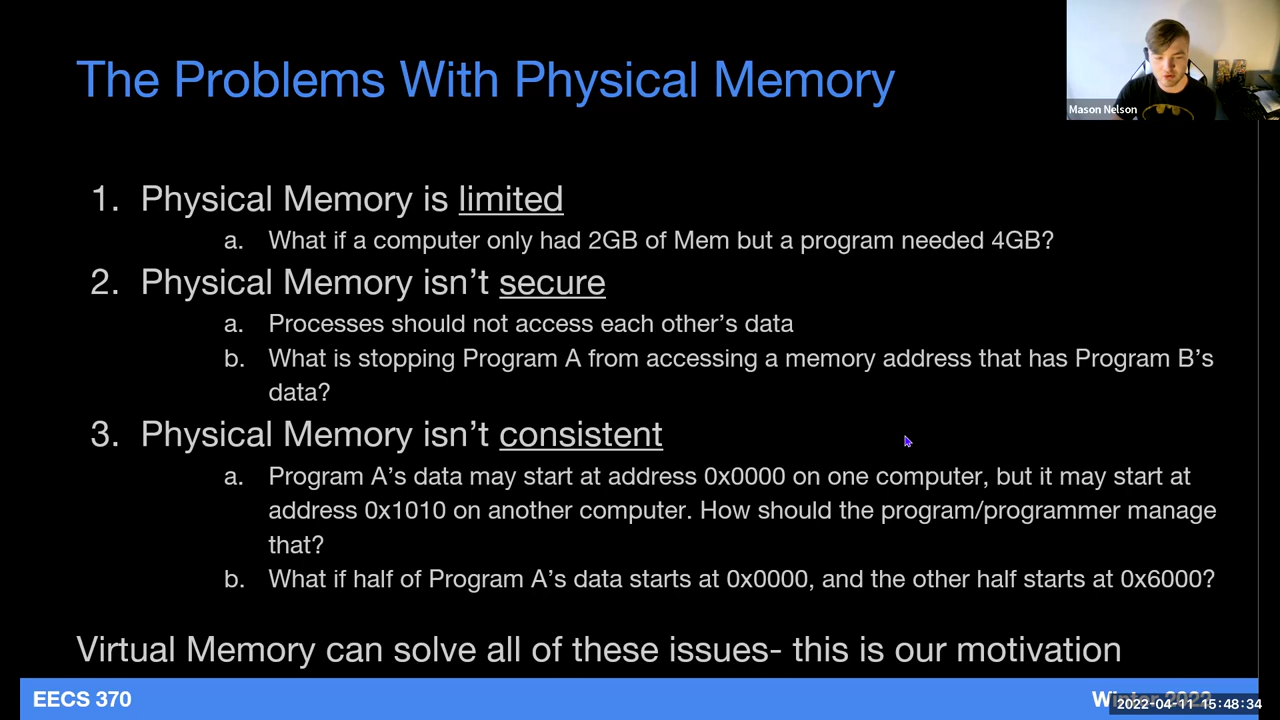 The Problems With Physical Memory
Mason Nelson
1. Physical Memory is limited
a. What if a computer only had 2GB of Mem but a program needed 4GB?
2. Physical Memory isn’t secure
a. Processes should not access each other’s data
b. What is stopping Program A from accessing a memory address that has Program B’s
data?
3. Physical Memory isn’t consistent
a. Program A’s data may start at address 0x0000 on one computer, but it may start at
address 0x1010 on another computer. How should the program/programmer manage
that?
b. What if half of Program A’s data starts at 0x0000, and the other half starts at 0x6000?
Virtual Memory can solve all of these issues- this is our motivation
EECS 370
Winter 2022
2022-04-11 15:48:34